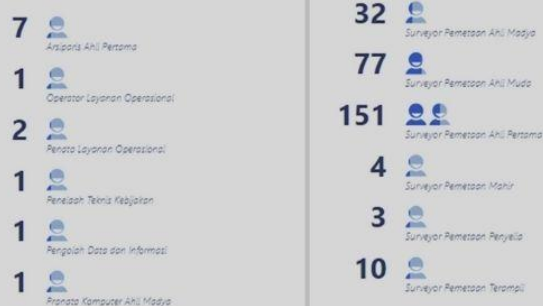 7
Arsiparis Ahli Pertama
1
Operator Layanan Operasional
2
Penata Layanan Operasional
1
Penelaah Teknis Kebijakan
1
Pengolah Data dan Informasi
1
Pranata Komputer Ahli Madya
32
Surveyor Pemetaan Ahli Madya
77
Surveyor Pemetaan Ahli Muda
151
Surveyor Pemetaan Ahli Pertama
4
Surveyor Pemetaan Mahir
3
Surveyor Pemetaan Penyelia
10
Surveyor Pemetaan Terampil